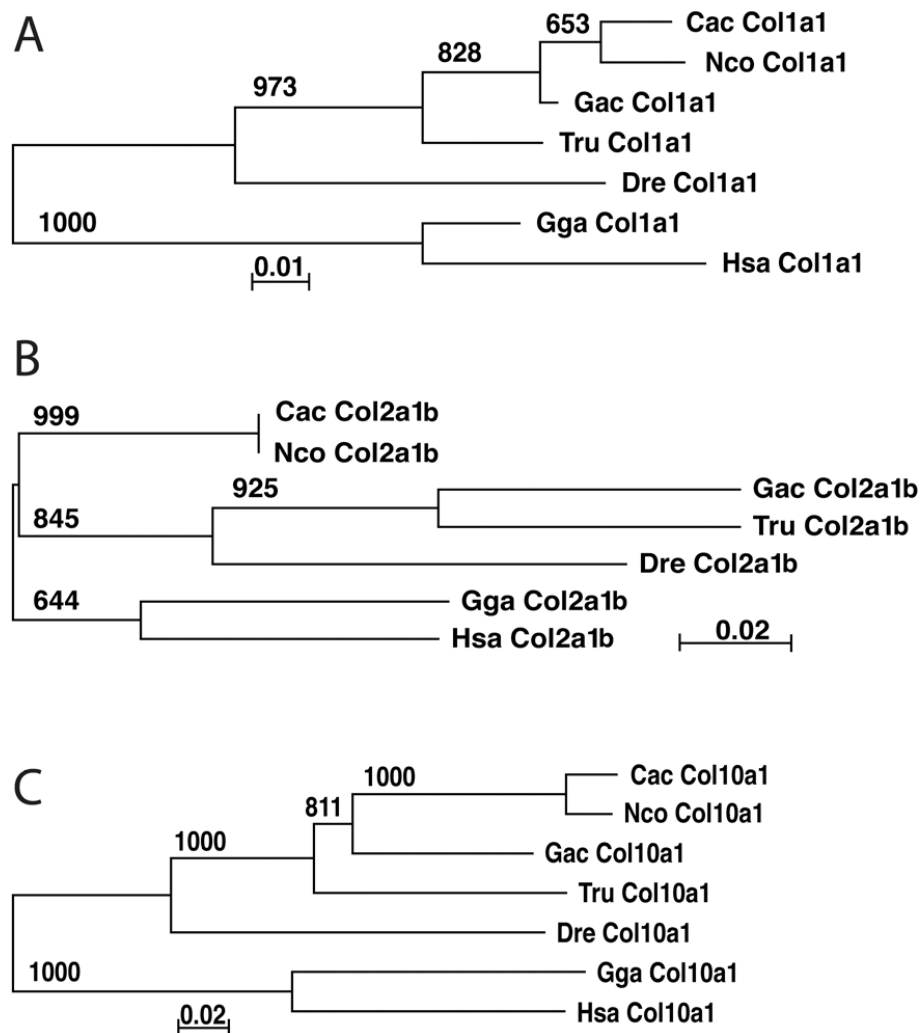 A
653
Cac Col1a1
828
Nco Col1a1
973
Gac Col1a1
Tru Col1a1
Dre Col1a1
1000
Gga Col1a1
0.01
Hsa Col1a1
B
999
Cac Col2a1b
Nco Col2a1b
925
Gac Col2a1b
845
Tru Col2a1b
Dre Col2a1b
644
Gga Col2a1b
Hsa Col2a1b
0.02
C
1000
Cac Col10a1
811
Nco Col10a1
1000
Gac Col10a1
Tru Col10a1
Dre Col10a1
1000
Gga Col10a1
0.02
Hsa Col10a1